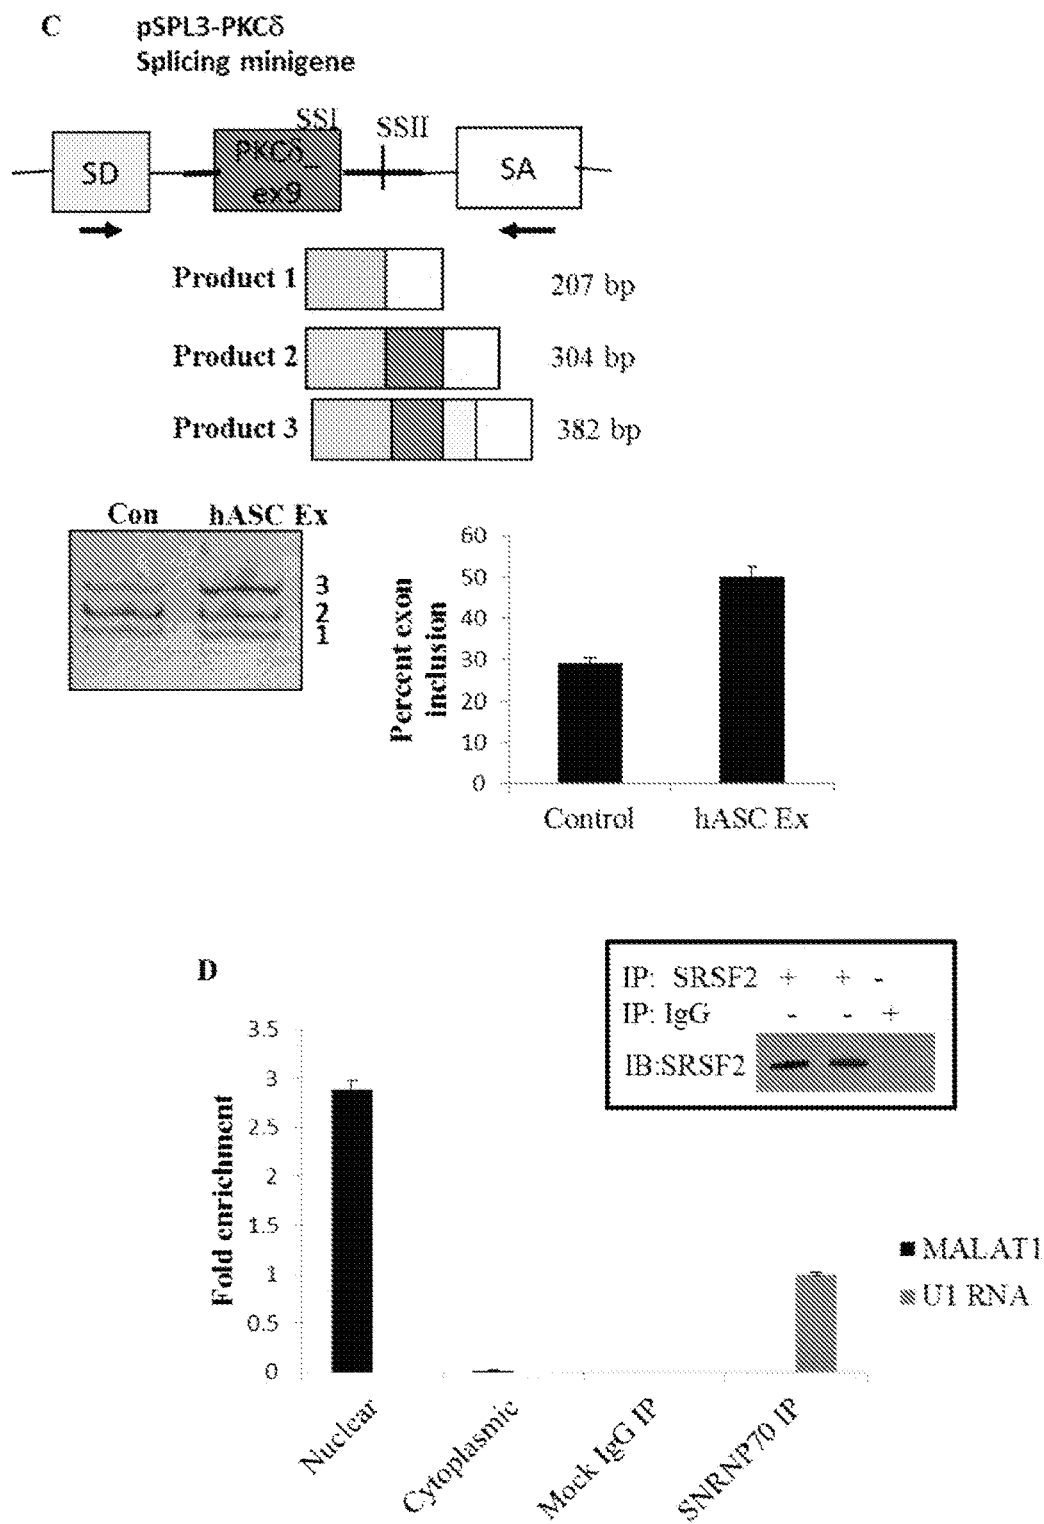 C
pSPL3-PKCδ
Splicing minigene
SSI
SSII
SD
PKCδ_
ex9
SA
Product 1
207 bp
Product 2
304 bp
Product 3
382 bp
Con
hASC Ex
3
2
1
Percent exon
inclusion
60
50
40
30
20
10
0
Control
hASC Ex
D
IP: SRSF2 + + -
IP: IgG - - +
IB:SRSF2
Fold enrichment
3.5
3
2.5
2
1.5
1
0.5
0
MALAT1
U1 RNA
Nuclear
Cytoplasmic
Mock IgG IP
SNRNP70 IP